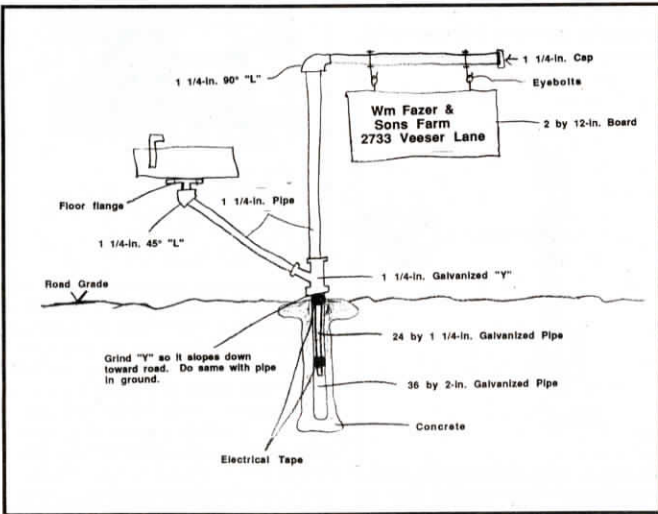 1 1/4-in. 90° "L"
1 1/4-in. Cap
Eyebolts
Wm Fazer &
Sons Farm
2733 Veeser Lane
2 by 12-in. Board
Floor flange
1 1/4-in. Pipe
1 1/4-in. 45° "L"
1 1/4-in. Galvanized "Y"
Road Grade
24 by 1 1/4-in. Galvanized Pipe
Grind "Y" so it slopes down
toward road. Do same with pipe
in ground.
36 by 2-in. Galvanized Pipe
Concrete
Electrical Tape